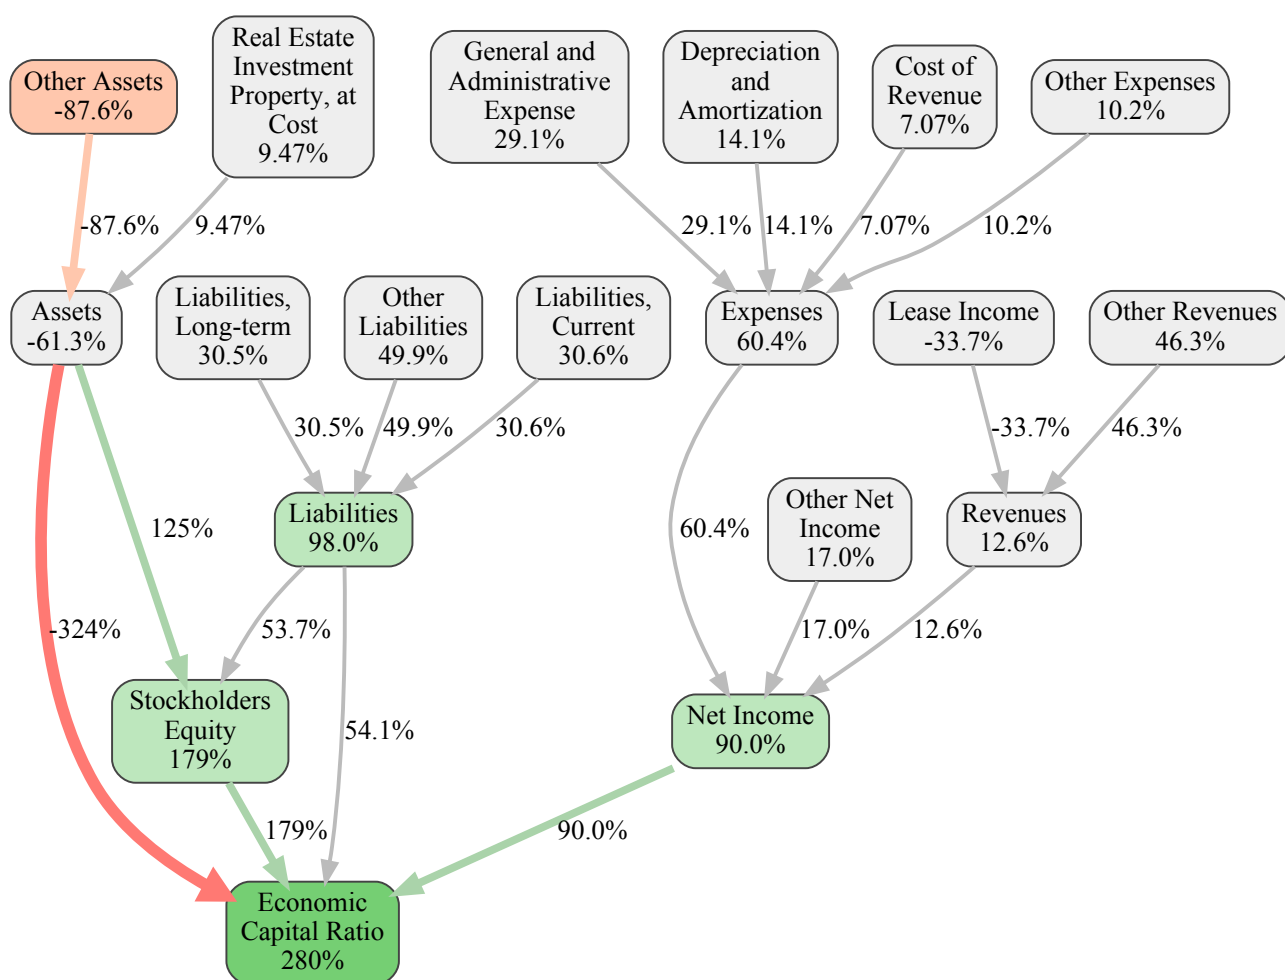 Other Assets
-87.6%
Real Estate
Investment
Property, at
Cost
9.47%
General and
Administrative
Expense
29.1%
Depreciation
and
Amortization
14.1%
Cost of
Revenue
7.07%
Other Expenses
10.2%
-87.6%
9.47%
29.1%
14.1%
7.07%
10.2%
Assets
-61.3%
Liabilities,
Long-term
30.5%
Other
Liabilities
49.9%
Liabilities,
Current
30.6%
Expenses
60.4%
Lease Income
-33.7%
Other Revenues
46.3%
30.5%
49.9%
30.6%
-33.7%
46.3%
125%
Liabilities
98.0%
60.4%
Other Net
Income
17.0%
Revenues
12.6%
-324%
53.7%
17.0%
12.6%
Stockholders
Equity
179%
54.1%
Net Income
90.0%
179%
90.0%
Economic
Capital Ratio
280%